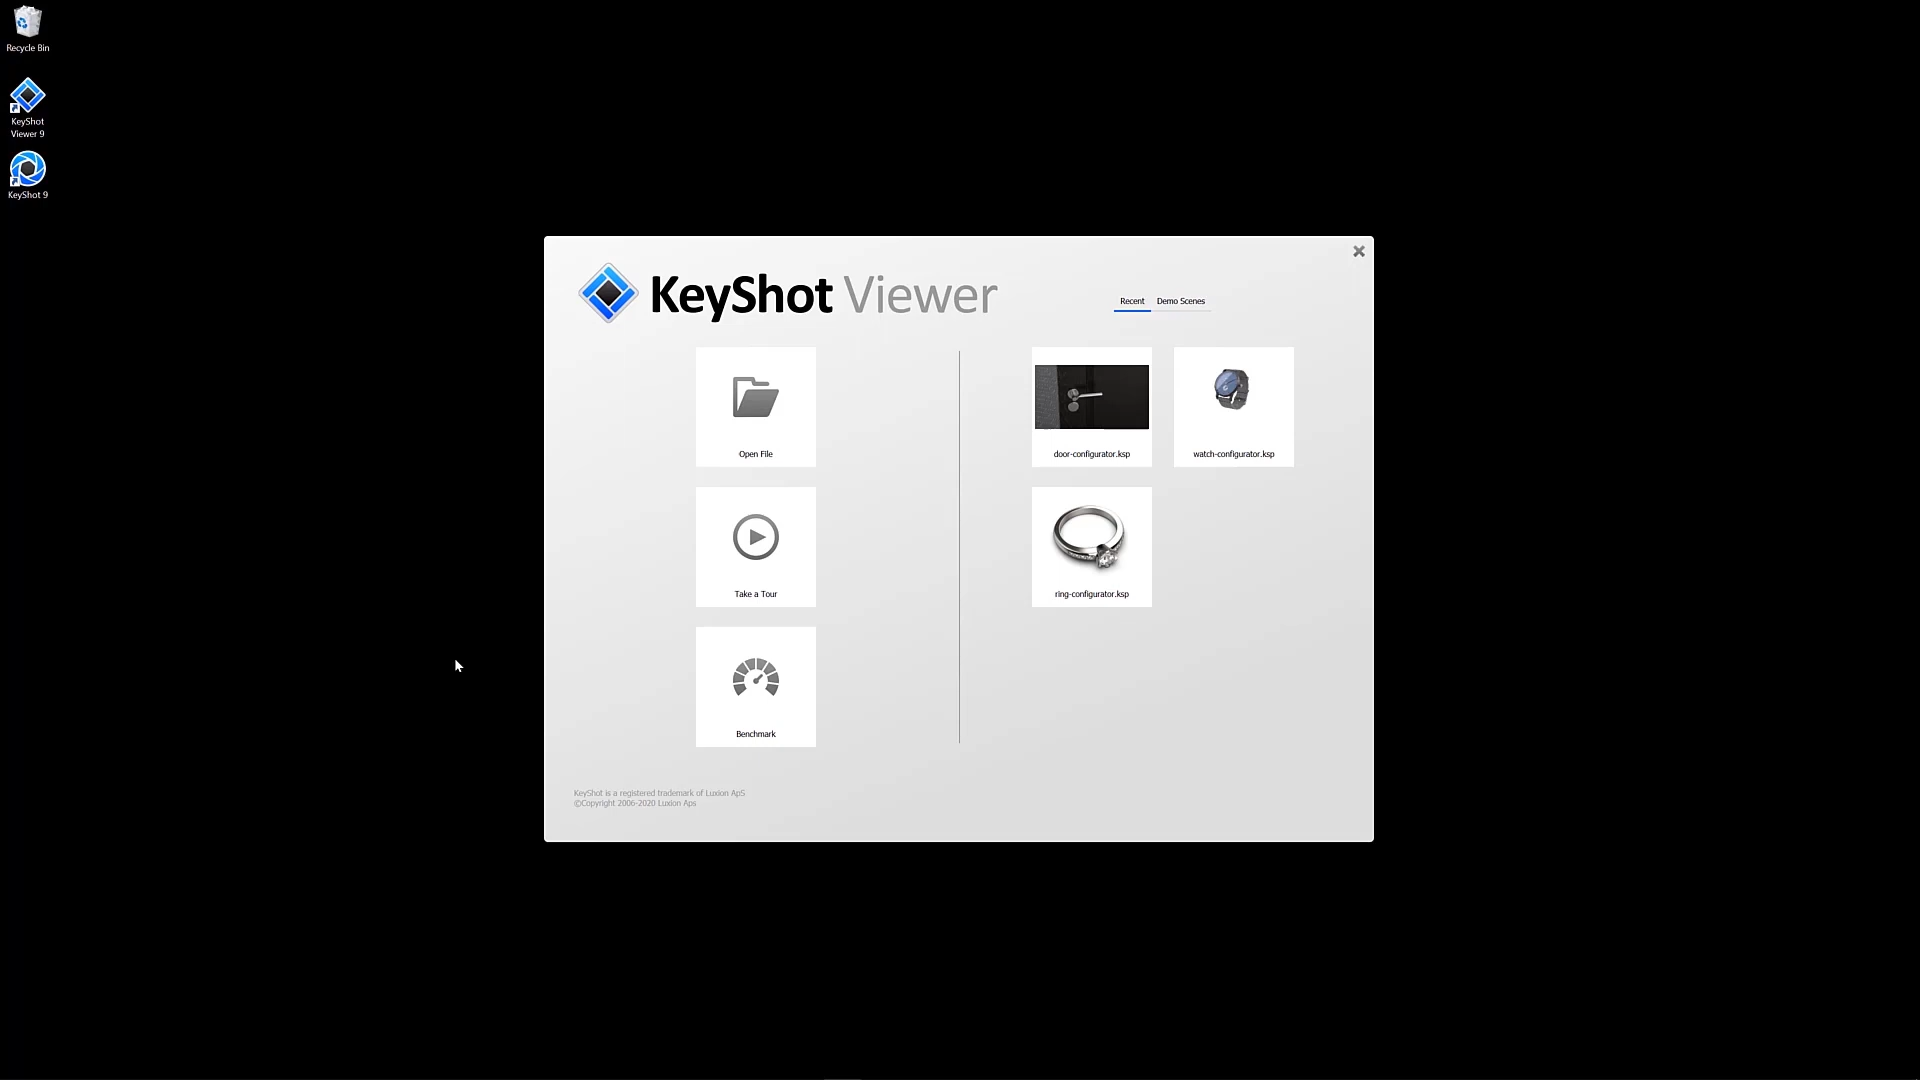 Recycle Bin
KeyShot
Viewer 9
KeyShot 9
KeyShot Viewer
Recent
Demo Scenes
Open File
Take a Tour
Benchmark
door-configurator.ksp
watch-configurator.ksp
ring-configurator.ksp
KeyShot is a registered trademark of Luxion ApS
©Copyright 2006-2020 Luxion Aps